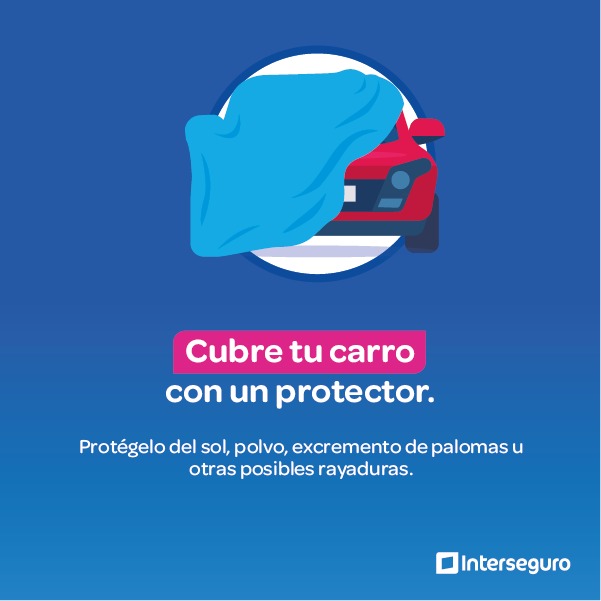 Cubre tu carro
con un protector.
Protégelo del sol, polvo, excremento de palomas u
otras posibles rayaduras.
Interseguro